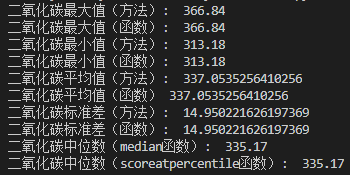 二氧化碳最大值（方法）： 366.84
二氧化碳最大值（函数）： 366.84
二氧化碳最小值（方法）： 313.18
二氧化碳最小值（函数）： 313.18
二氧化碳平均值（方法）： 337.0535256410256
二氧化碳平均值（函数） 337.0535256410256
二氧化碳标准差（方法）： 14.950221626197369
二氧化碳标准差（函数）： 14.950221626197369
二氧化碳中位数（median函数）： 335.17
二氧化碳中位数（scoreatpercentile函数）： 335.17